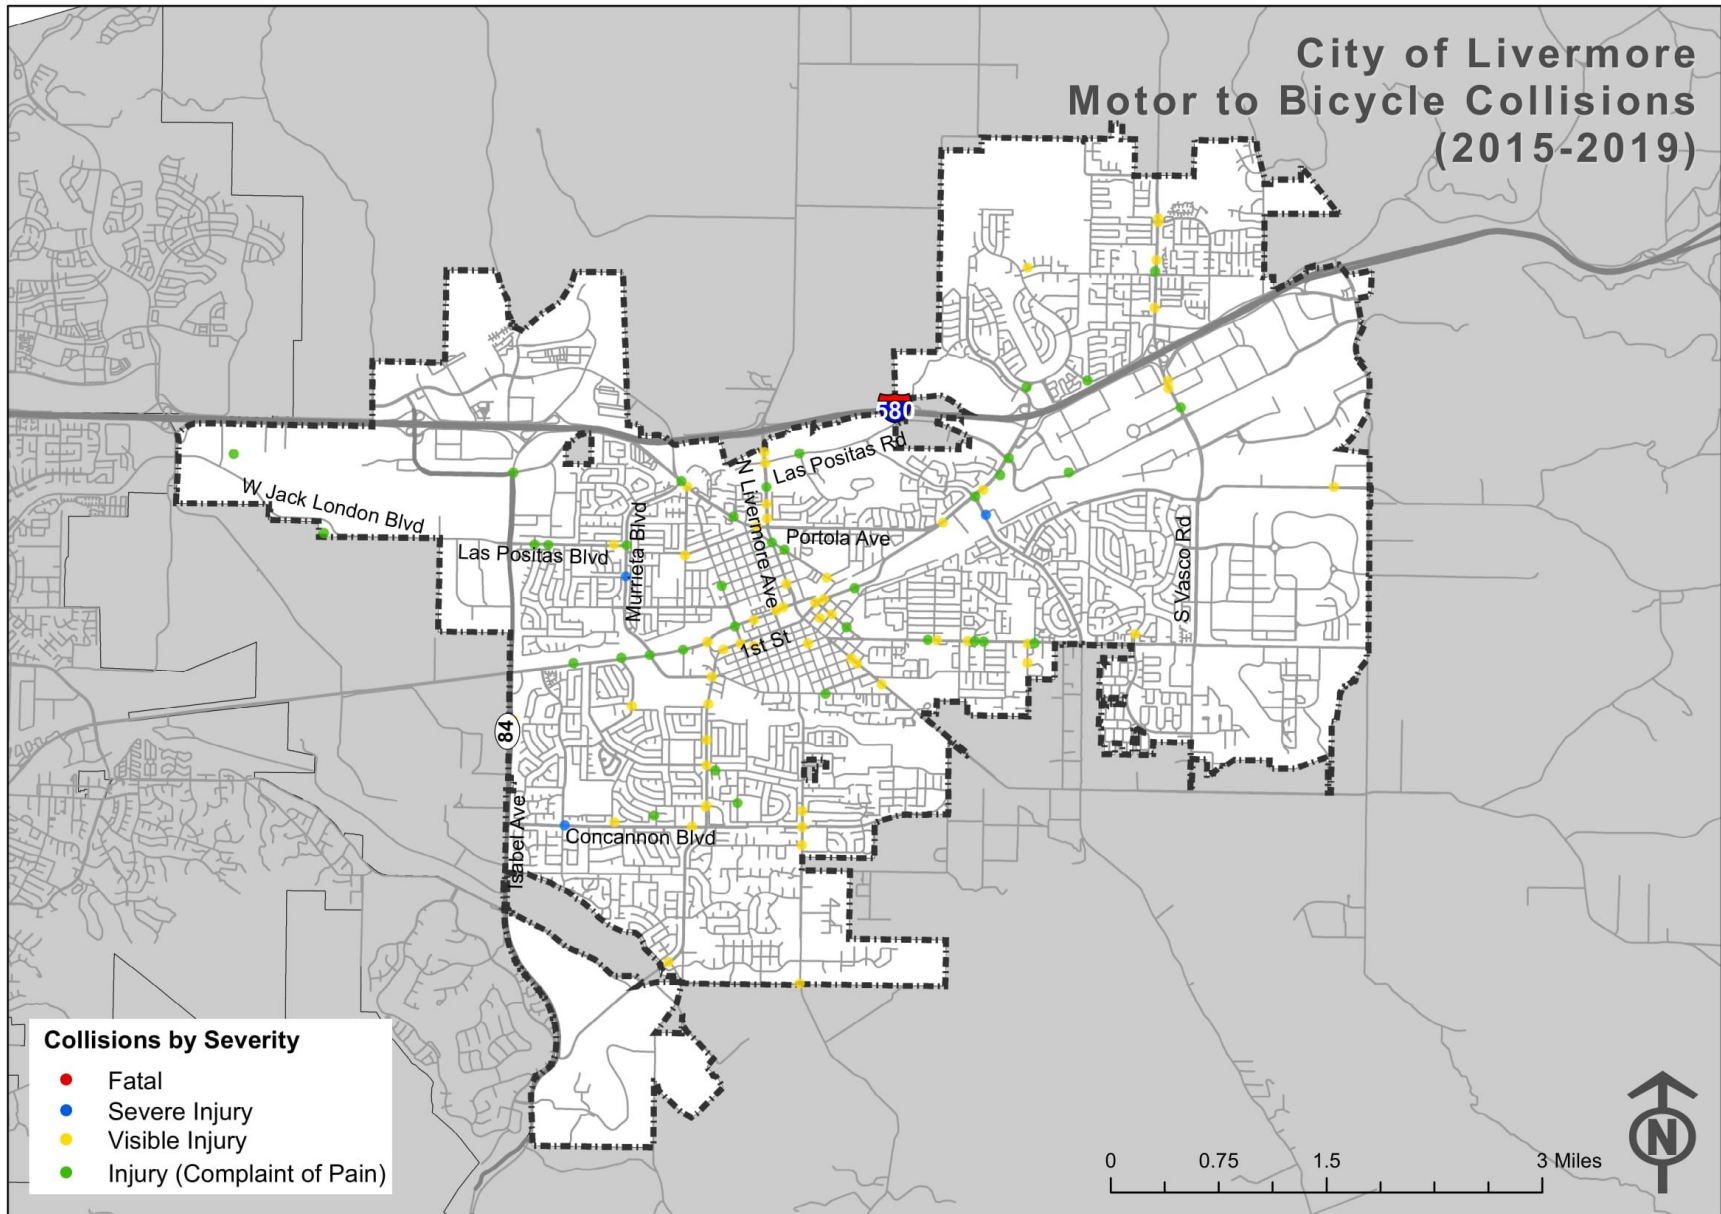 City of Livermore
Motor to Bicycle Collisions
(2015-2019)
580
Las Positas Rd
N Livermore Ave
W Jack London Blvd
Murrieta Blvd
Portola Ave
Las Positas Blvd
S Vasco Rd
1st St
84
Isabel Ave
Concannon Blvd
Collisions by Severity
Fatal
Severe Injury
Visible Injury
Injury (Complaint of Pain)
0 0.75 1.5 3 Miles
N